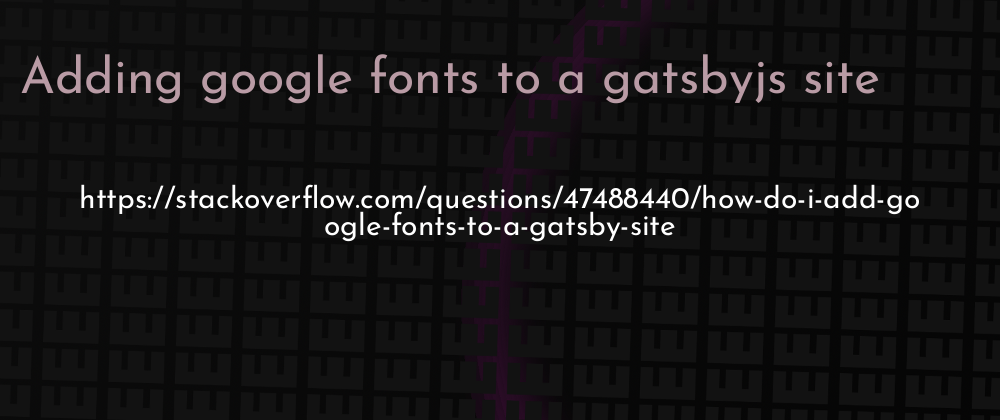 Adding google fonts to a gatsbyjs site
https://stackoverflow.com/questions/47488440/how-do-i-add-go
ogle-fonts-to-a-gatsby-site